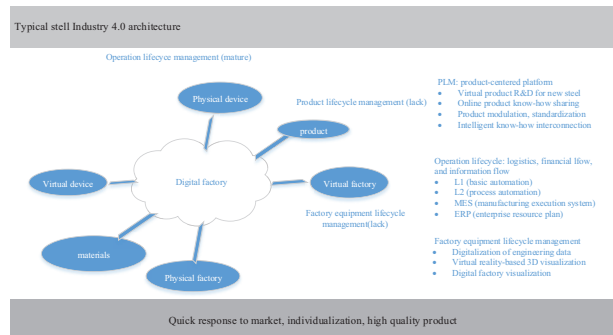 Typical stell Industry 4.0 architecture
Operation lifecyce management (mature)
Physical device
Product lifecycle management (lack)
product
Virtual device
Digital factory
Virtual factory
Factory equipment lifecycle
management(lack)
materials
Physical factory
PLM: product-centered platform
• Virtual product R&D for new steel
• Online product know-how sharing
• Product modulation, standardization
• Intelligent know-how interconnection
Operation lifecycle: logistics, financial lfow,
and information flow
• L1 (basic automation)
• L2 (process automation)
• MES (manufacturing execution system)
• ERP (enterprise resource plan)
Factory equipment lifecycle management
• Digitalization of engineering data
• Virtual reality-based 3D visualization
• Digital factory visualization
Quick response to market, individualization, high quality product